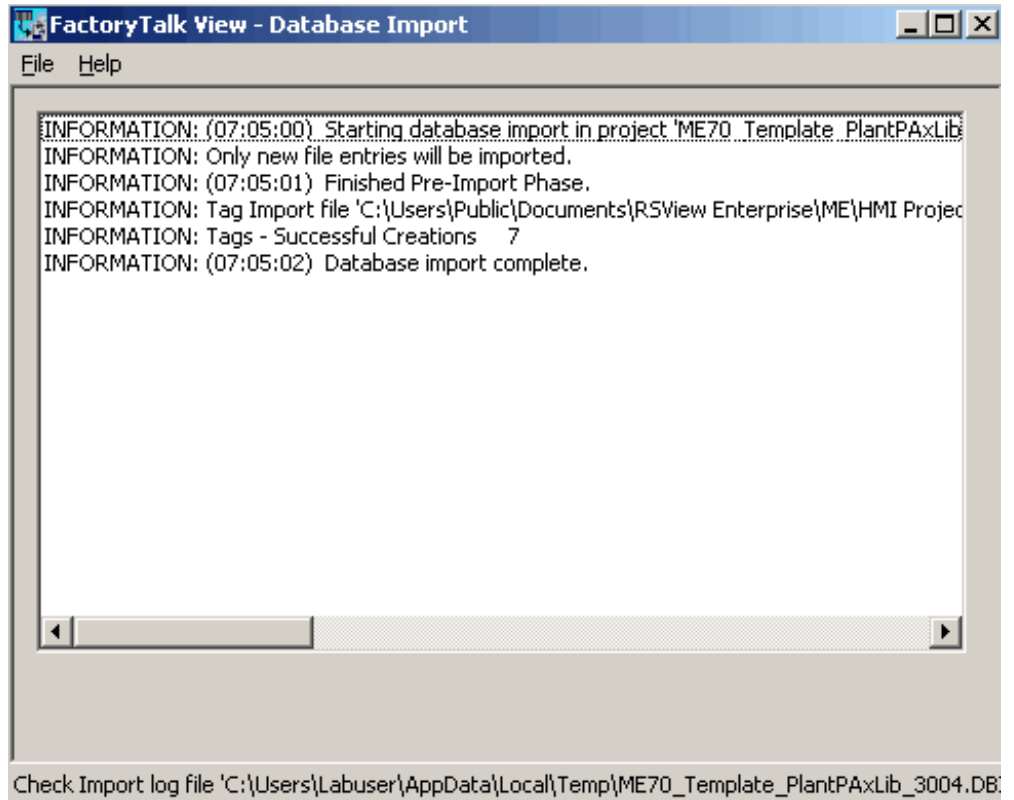 FactoryTalk View - Database Import
File Help
INFORMATION: (07:05:00) Starting database import in project 'ME70_Template_PlantPAxLib
INFORMATION: Only new file entries will be imported.
INFORMATION: (07:05:01) Finished Pre-Import Phase.
INFORMATION: Tag Import file 'C:\Users\Public\Documents\RSView Enterprise\ME\HMI Projec
INFORMATION: Tags - Successful Creations 7
INFORMATION: (07:05:02) Database import complete.
Check Import log file 'C:\Users\Labuser\AppData\Local\Temp\ME70_Template_PlantPAxLib_3004.DB